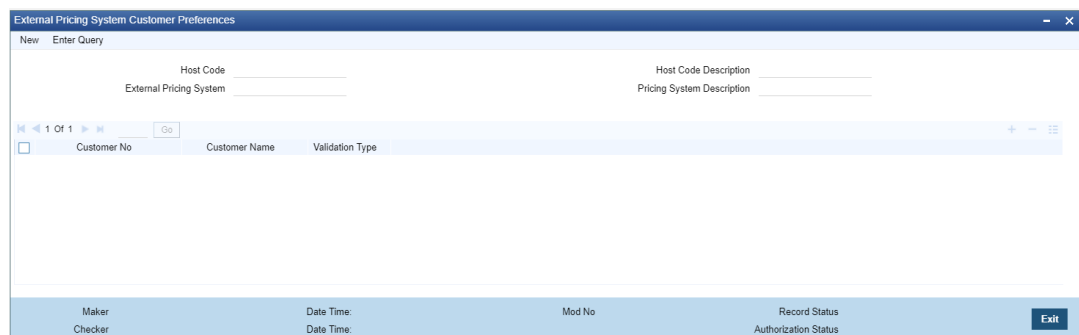 External Pricing System Customer Preferences
New Enter Query
Host Code Host Code Description
External Pricing System Pricing System Description
1 Of 1 Go
Customer No Customer Name Validation Type
Maker Date Time: Mod No Record Status
Checker Date Time: Authorization Status
Exit